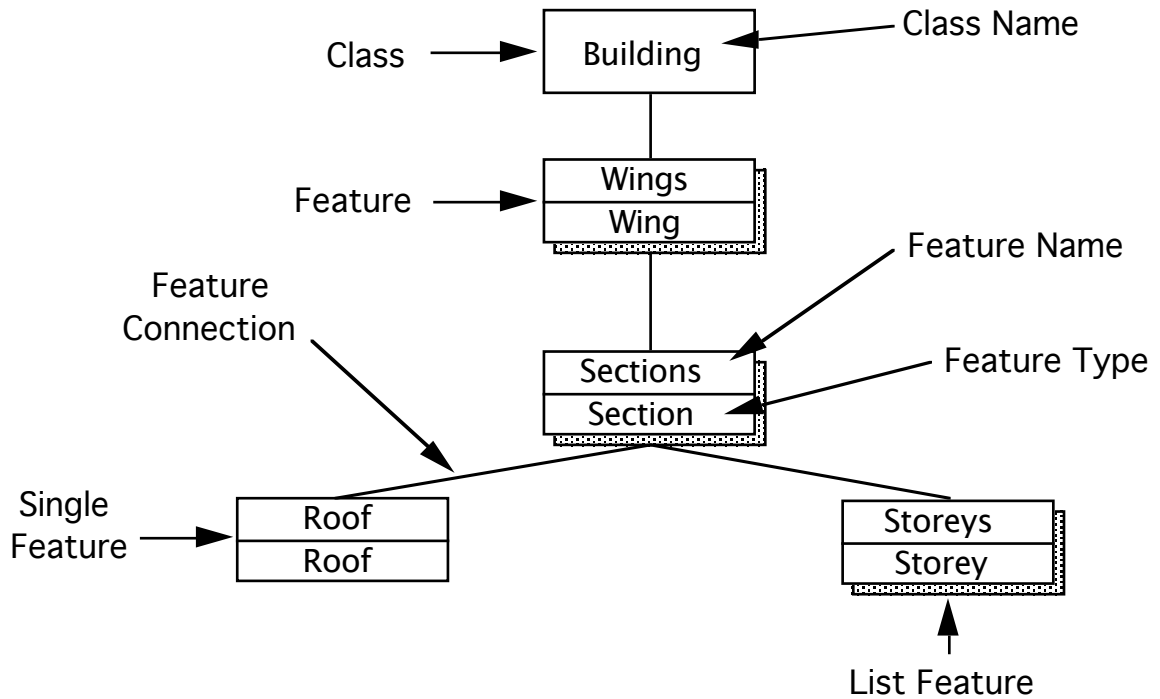 Class Name
Class
Building
Wings
Feature
Wing
Feature Name
Feature
Connection
Feature Type
Sections
Section
Single
Feature
Roof
Roof
Storeys
Storey
List Feature